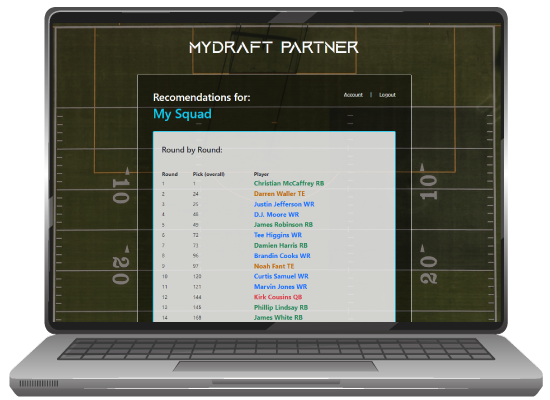 MYDRAFT PARTNER
Recomendations for:
Account | Logout
My Squad
Round by Round:
Round Pick (overall) Player
1 1 Christian McCaffrey RB
2 24 Darren Waller TE
3 25 Justin Jefferson WR
4 48 D.J. Moore WR
5 49 James Robinson RB
6 72 Tee Higgins WR
7 73 Damien Harris RB
8 96 Brandin Cooks WR
9 97 Noah Fant TE
10 120 Curtis Samuel WR
11 121 Marvin Jones WR
12 144 Kirk Cousins QB
13 145 Phillip Lindsay RB
14 168 James White RB
10 10
20 20